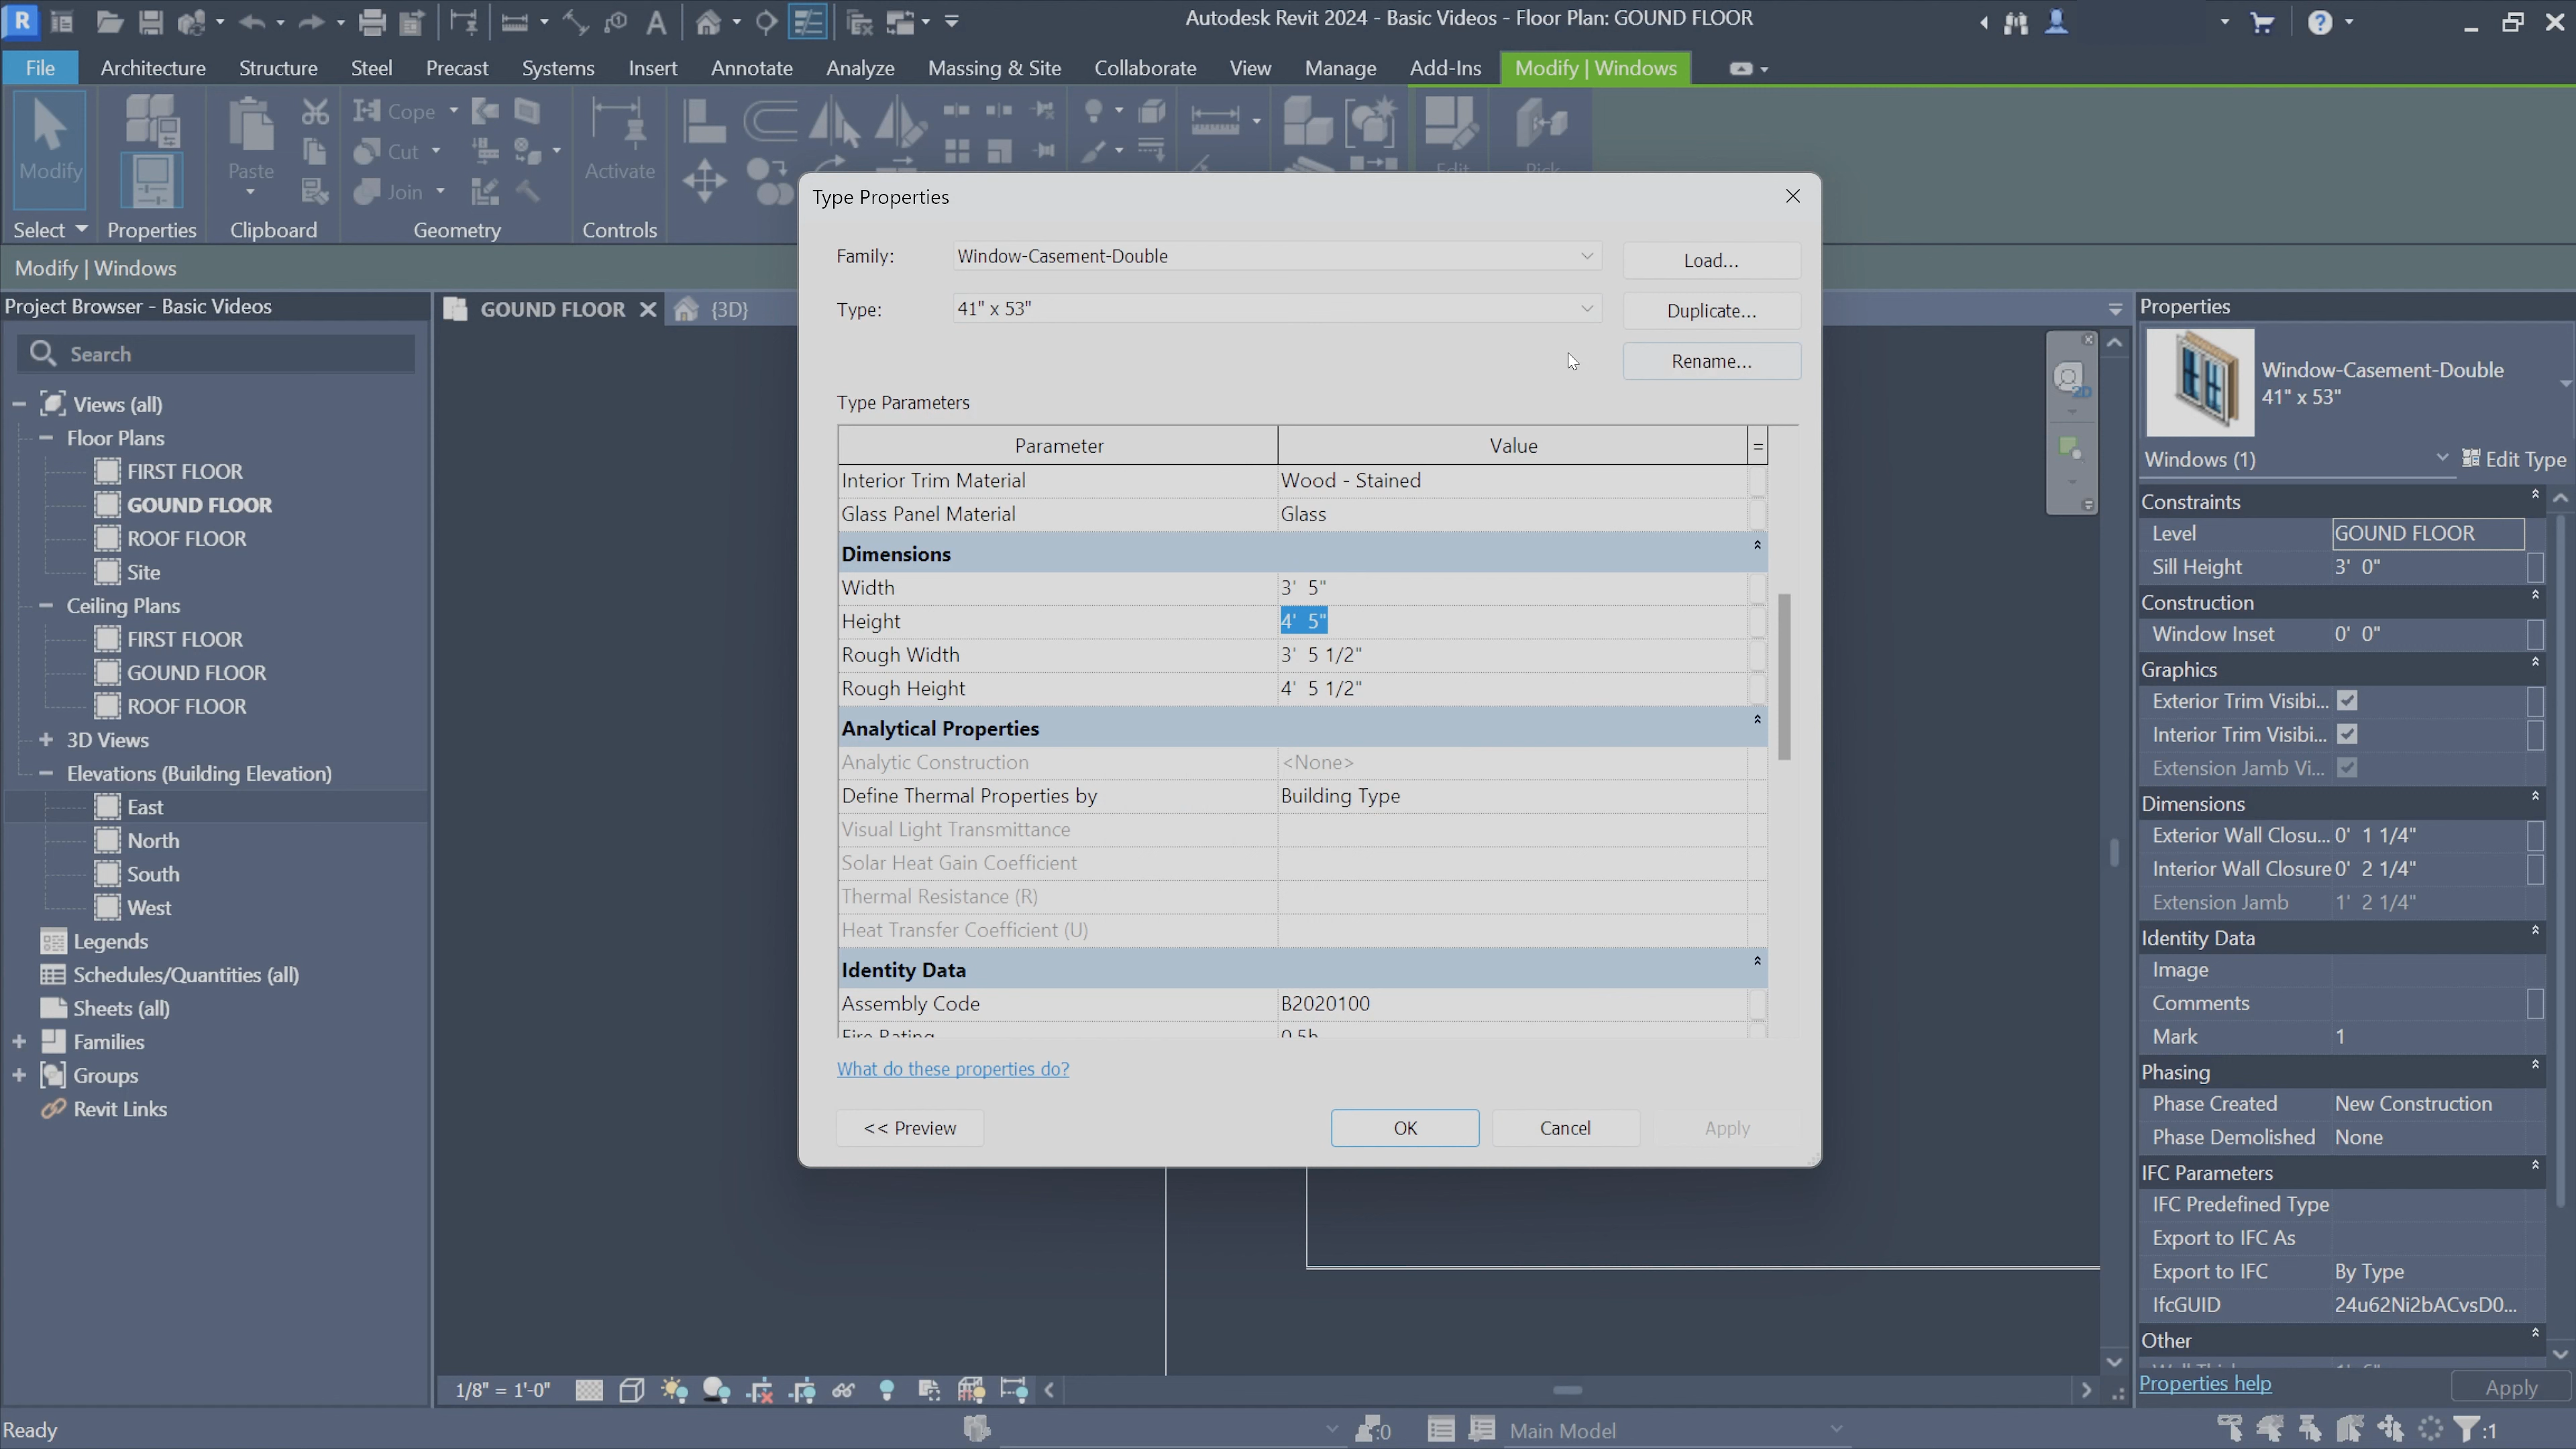 Autodesk Revit 2024 - Basic Videos - Floor Plan: GOUND FLOOR
File Architecture Structure Steel Precast Systems Insert Annotate Analyze Massing & Site Collaborate View Manage Add-Ins Modify | Windows
Modify Paste Cope Cut Join Activate
Select Properties Clipboard Geometry Controls
Modify | Windows
Project Browser - Basic Videos
Search
Views (all)
Floor Plans
FIRST FLOOR
GOUND FLOOR
ROOF FLOOR
Site
Ceiling Plans
FIRST FLOOR
GOUND FLOOR
ROOF FLOOR
3D Views
Elevations (Building Elevation)
East
North
South
West
Legends
Schedules/Quantities (all)
Sheets (all)
Families
Groups
Revit Links
GOUND FLOOR {3D}
Type Properties
Family: Window-Casement-Double Load...
Type: 41" x 53" Duplicate...
Rename...
Type Parameters
Parameter Value =
Interior Trim Material Wood - Stained
Glass Panel Material Glass
Dimensions
Width 3' 5"
Height 4' 5"
Rough Width 3' 5 1/2"
Rough Height 4' 5 1/2"
Analytical Properties
Analytic Construction <None>
Define Thermal Properties by Building Type
Visual Light Transmittance
Solar Heat Gain Coefficient
Thermal Resistance (R)
Heat Transfer Coefficient (U)
Identity Data
Assembly Code B2020100
Fire Rating 0.5h
What do these properties do?
<< Preview OK Cancel Apply
Properties
Window-Casement-Double
41" x 53"
Windows (1) Edit Type
Constraints
Level GOUND FLOOR
Sill Height 3' 0"
Construction
Window Inset 0' 0"
Graphics
Exterior Trim Visibi...
Interior Trim Visibi...
Extension Jamb Vi...
Dimensions
Exterior Wall Closu... 0' 1 1/4"
Interior Wall Closure 0' 2 1/4"
Extension Jamb 1' 2 1/4"
Identity Data
Image
Comments
Mark 1
Phasing
Phase Created New Construction
Phase Demolished None
IFC Parameters
IFC Predefined Type
Export to IFC As
Export to IFC By Type
IfcGUID 24u62Ni2bACvsD0...
Other
Properties help Apply
1/8" = 1'-0"
Ready :0 Main Model :1